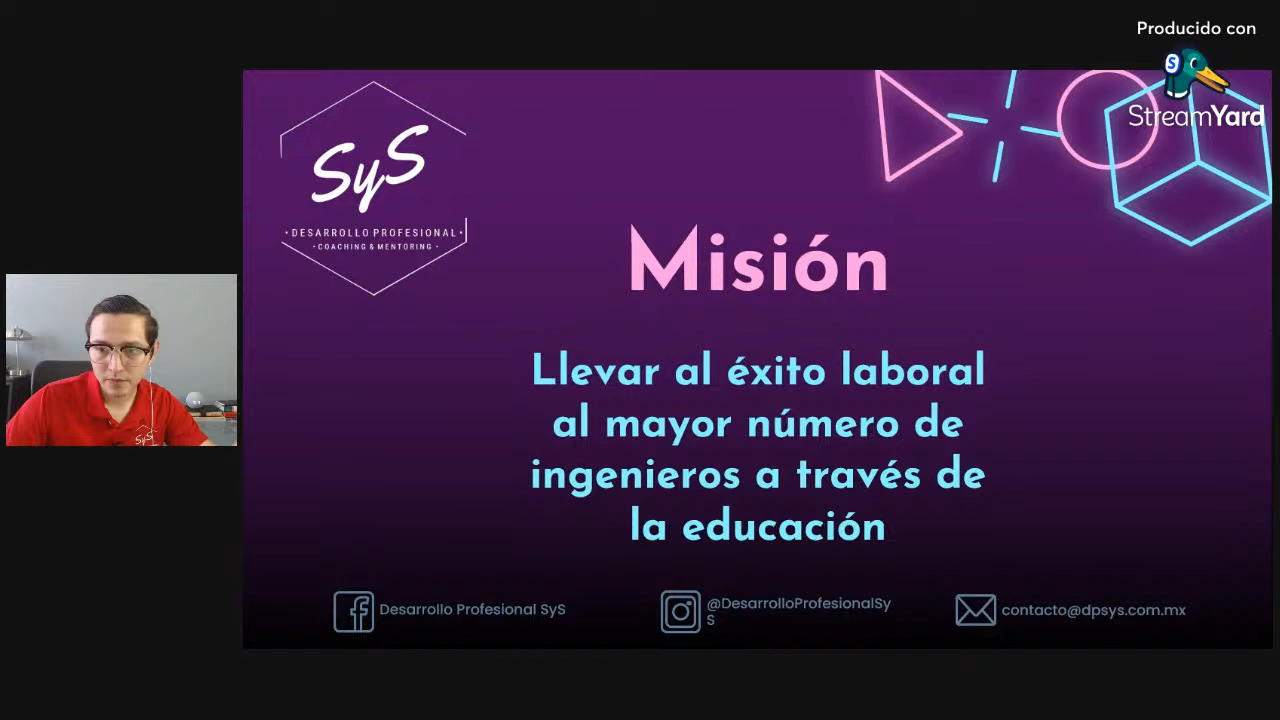 Producido con
StreamYard
SyS
• DESARROLLO PROFESIONAL •
• COACHING & MENTORING •
Misión
Llevar al éxito laboral
al mayor número de
ingenieros a través de
la educación
SyS
Desarrollo Profesional SyS
@DesarrolloProfesionalSy
S
contacto@dpsys.com.mx